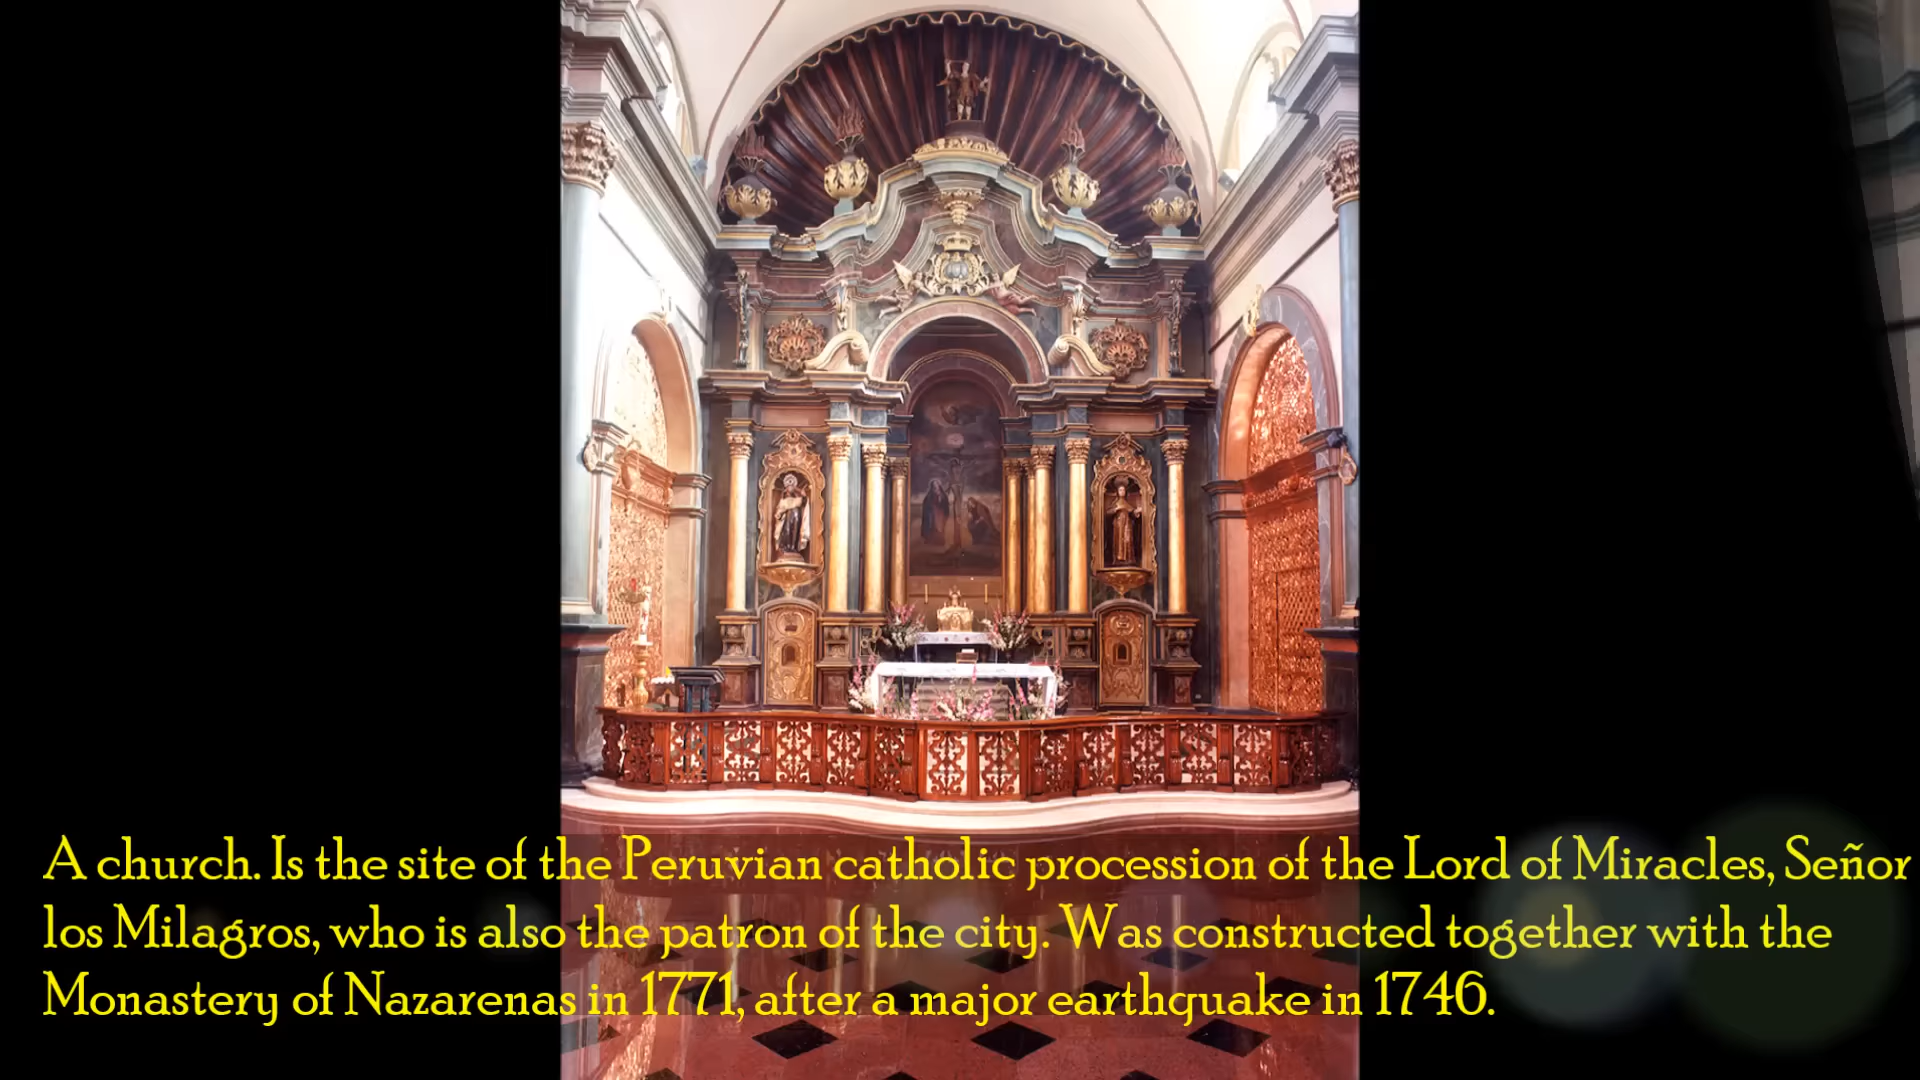 A church. Is the site of the Peruvian catholic procession of the Lord of Miracles, Señor
los Milagros, who is also the patron of the city. Was constructed together with the
Monastery of Nazarenas in 1771, after a major earthquake in 1746.